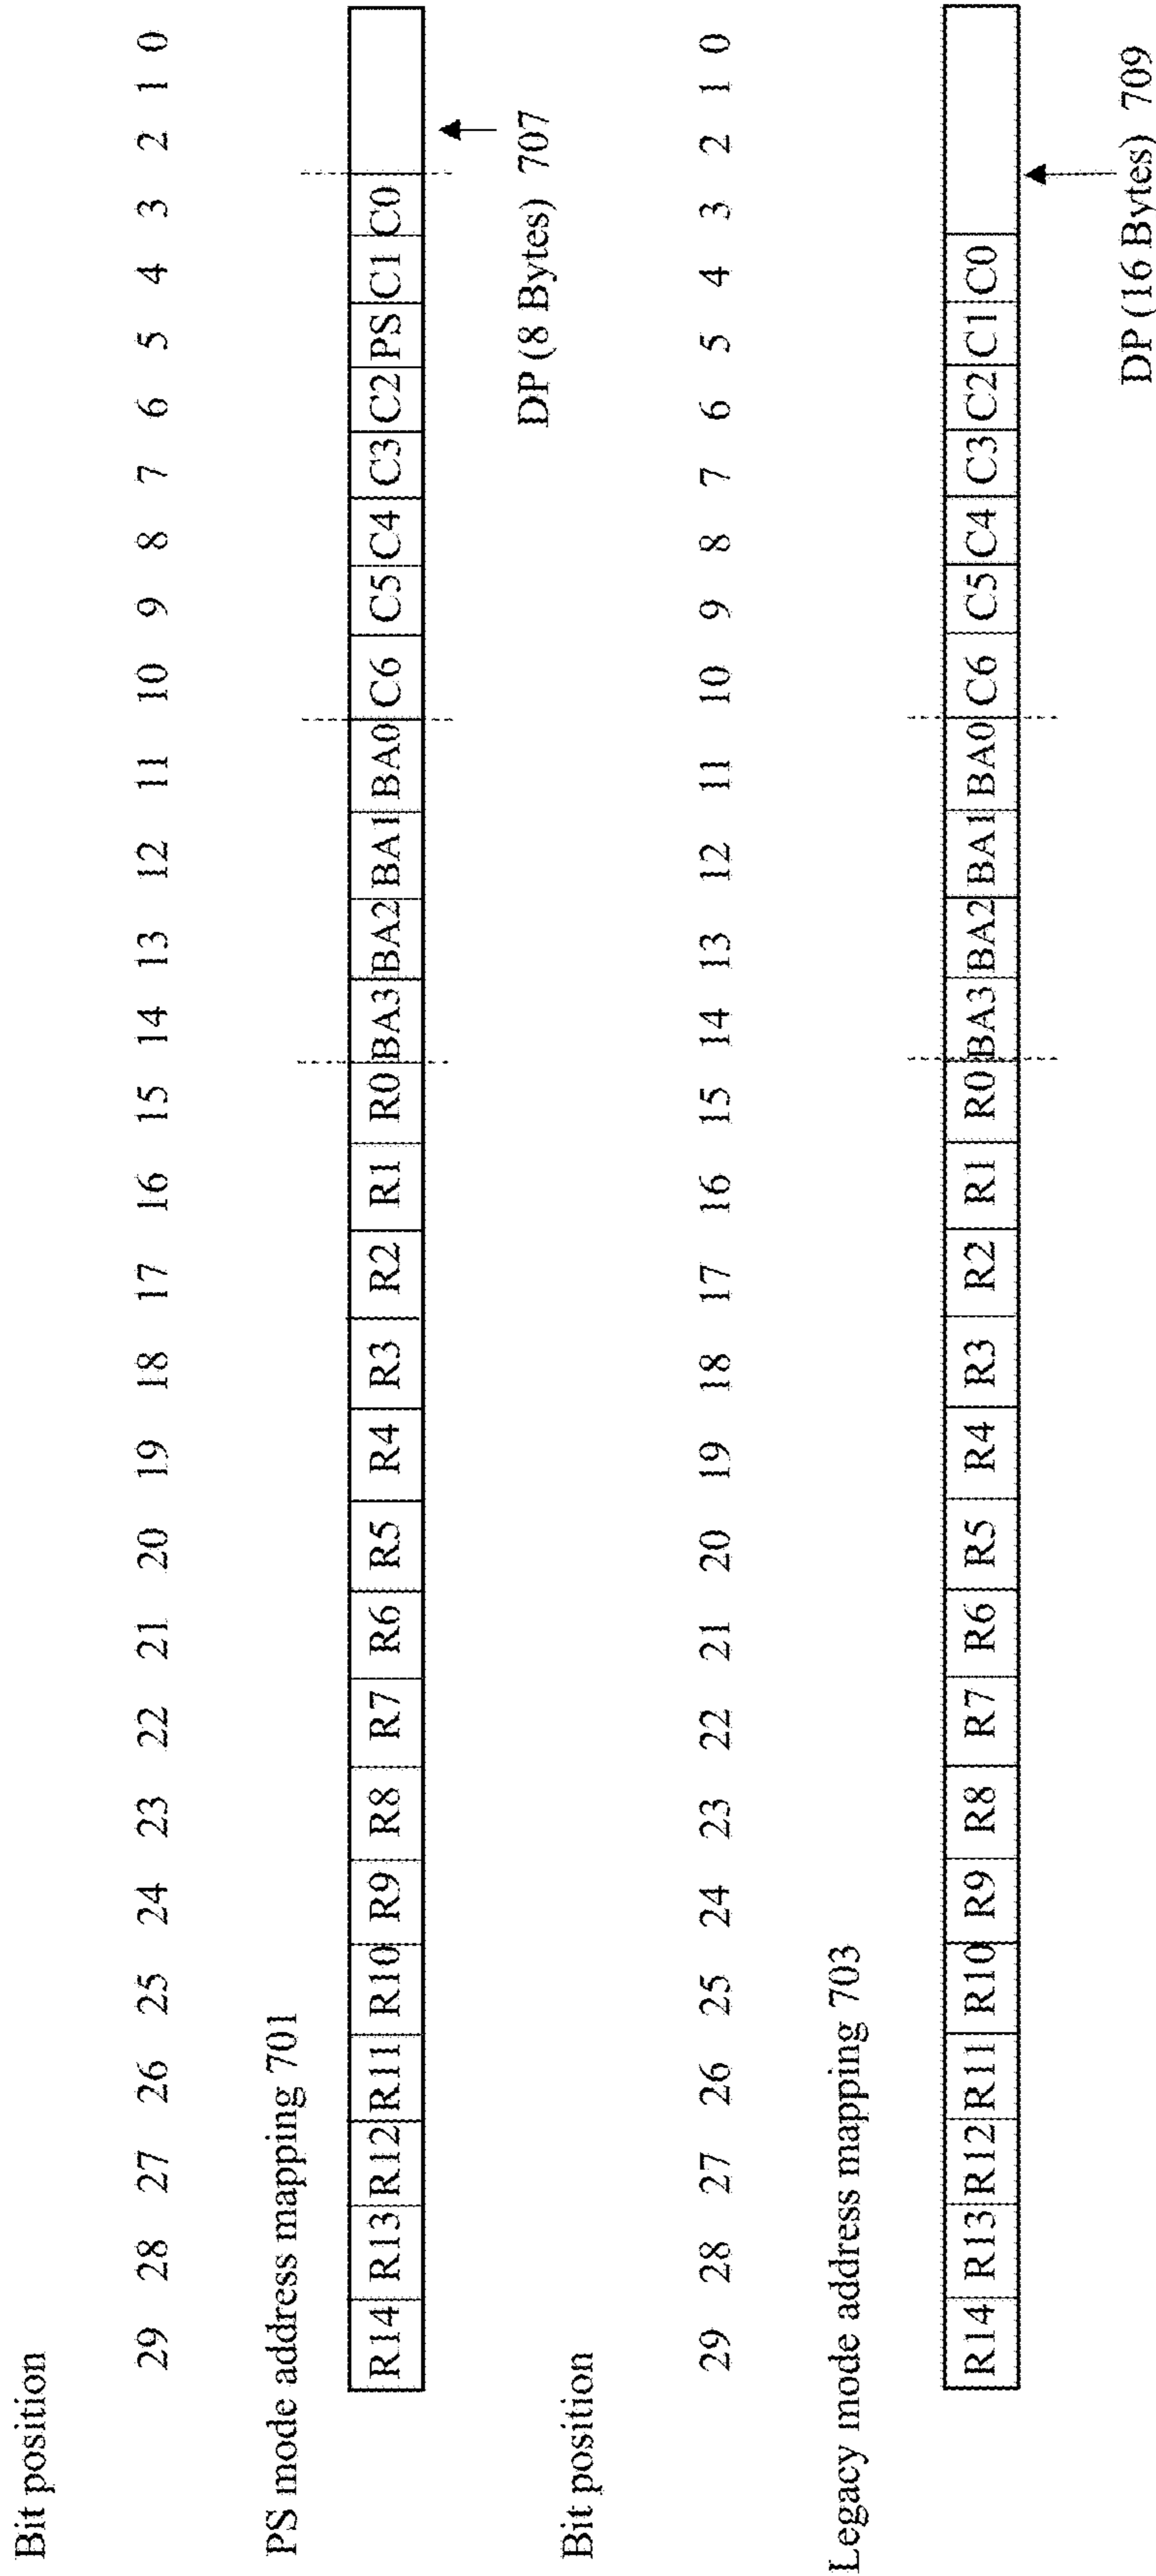 Bit position
29 28 27 26 25 24 23 22 21 20 19 18 17 16 15 14 13 12 11 10 9 8 7 6 5 4 3 2 1 0
PS mode address mapping 701
R14 R13 R12 R11 R10 R9 R8 R7 R6 R5 R4 R3 R2 R1 R0 BA3 BA2 BA1 BA0 C6 C5 C4 C3 C2 PS C1 C0
DP (8 Bytes) 707
Bit position
29 28 27 26 25 24 23 22 21 20 19 18 17 16 15 14 13 12 11 10 9 8 7 6 5 4 3 2 1 0
Legacy mode address mapping 703
R14 R13 R12 R11 R10 R9 R8 R7 R6 R5 R4 R3 R2 R1 R0 BA3 BA2 BA1 BA0 C6 C5 C4 C3 C2 C1 C0
DP (16 Bytes) 709